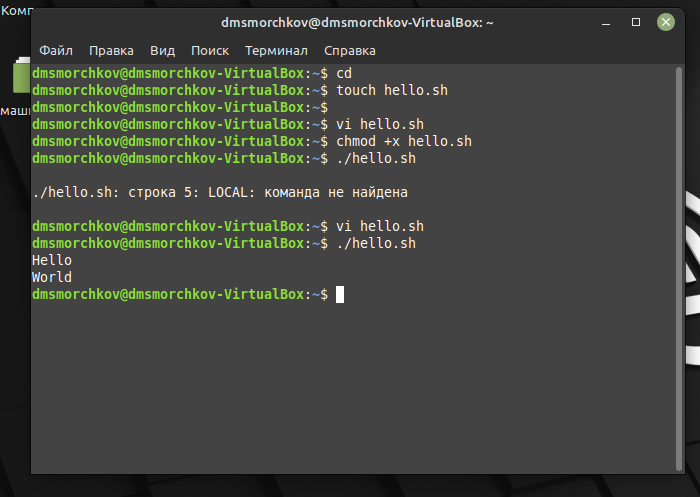 Комп
маши
dmsmorchkov@dmsmorchkov-VirtualBox: ~
Файл Правка Вид Поиск Терминал Справка
dmsmorchkov@dmsmorchkov-VirtualBox:~$ cd
dmsmorchkov@dmsmorchkov-VirtualBox:~$ touch hello.sh
dmsmorchkov@dmsmorchkov-VirtualBox:~$
dmsmorchkov@dmsmorchkov-VirtualBox:~$ vi hello.sh
dmsmorchkov@dmsmorchkov-VirtualBox:~$ chmod +x hello.sh
dmsmorchkov@dmsmorchkov-VirtualBox:~$ ./hello.sh
./hello.sh: строка 5: LOCAL: команда не найдена
dmsmorchkov@dmsmorchkov-VirtualBox:~$ vi hello.sh
dmsmorchkov@dmsmorchkov-VirtualBox:~$ ./hello.sh
Hello
World
dmsmorchkov@dmsmorchkov-VirtualBox:~$